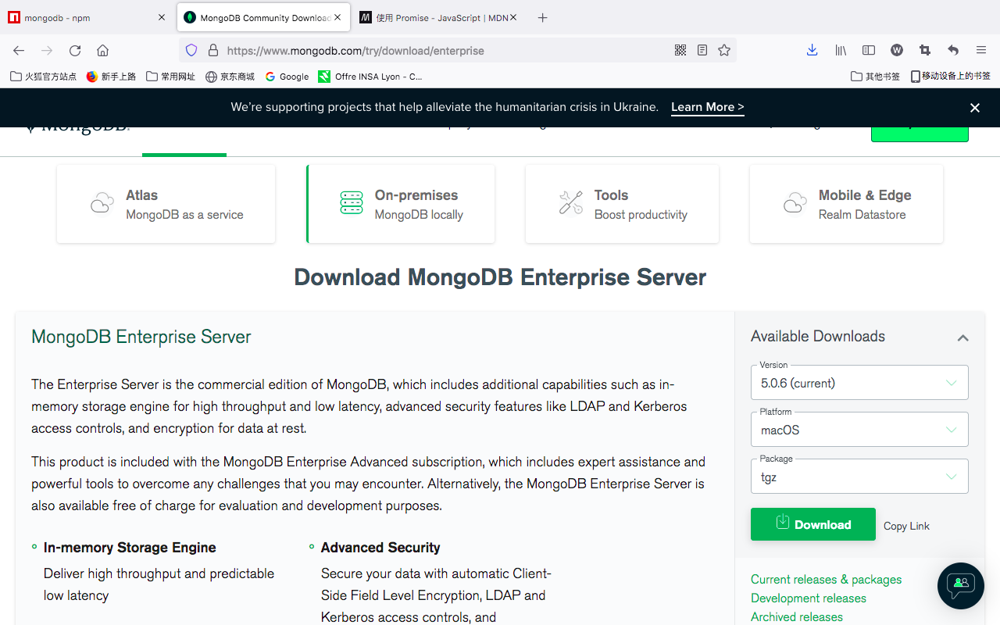 mongodb - npm
MongoDB Community Download
使用 Promise - JavaScript | MDN
https://www.mongodb.com/try/download/enterprise
火狐官方站点
新手上路
常用网址
京东商城
Google
Offre INSA Lyon - C...
其他书签
移动设备上的书签
We're supporting projects that help alleviate the humanitarian crisis in Ukraine. Learn More >
MongoDB.
Atlas
MongoDB as a service
On-premises
MongoDB locally
Tools
Boost productivity
Mobile & Edge
Realm Datastore
Download MongoDB Enterprise Server
MongoDB Enterprise Server
The Enterprise Server is the commercial edition of MongoDB, which includes additional capabilities such as in-
memory storage engine for high throughput and low latency, advanced security features like LDAP and Kerberos
access controls, and encryption for data at rest.
This product is included with the MongoDB Enterprise Advanced subscription, which includes expert assistance and
powerful tools to overcome any challenges that you may encounter. Alternatively, the MongoDB Enterprise Server is
also available free of charge for evaluation and development purposes.
In-memory Storage Engine
Deliver high throughput and predictable
low latency
Advanced Security
Secure your data with automatic Client-
Side Field Level Encryption, LDAP and
Kerberos access controls, and
Available Downloads
Version
5.0.6 (current)
Platform
macOS
Package
tgz
Download
Copy Link
Current releases & packages
Development releases
Archived releases